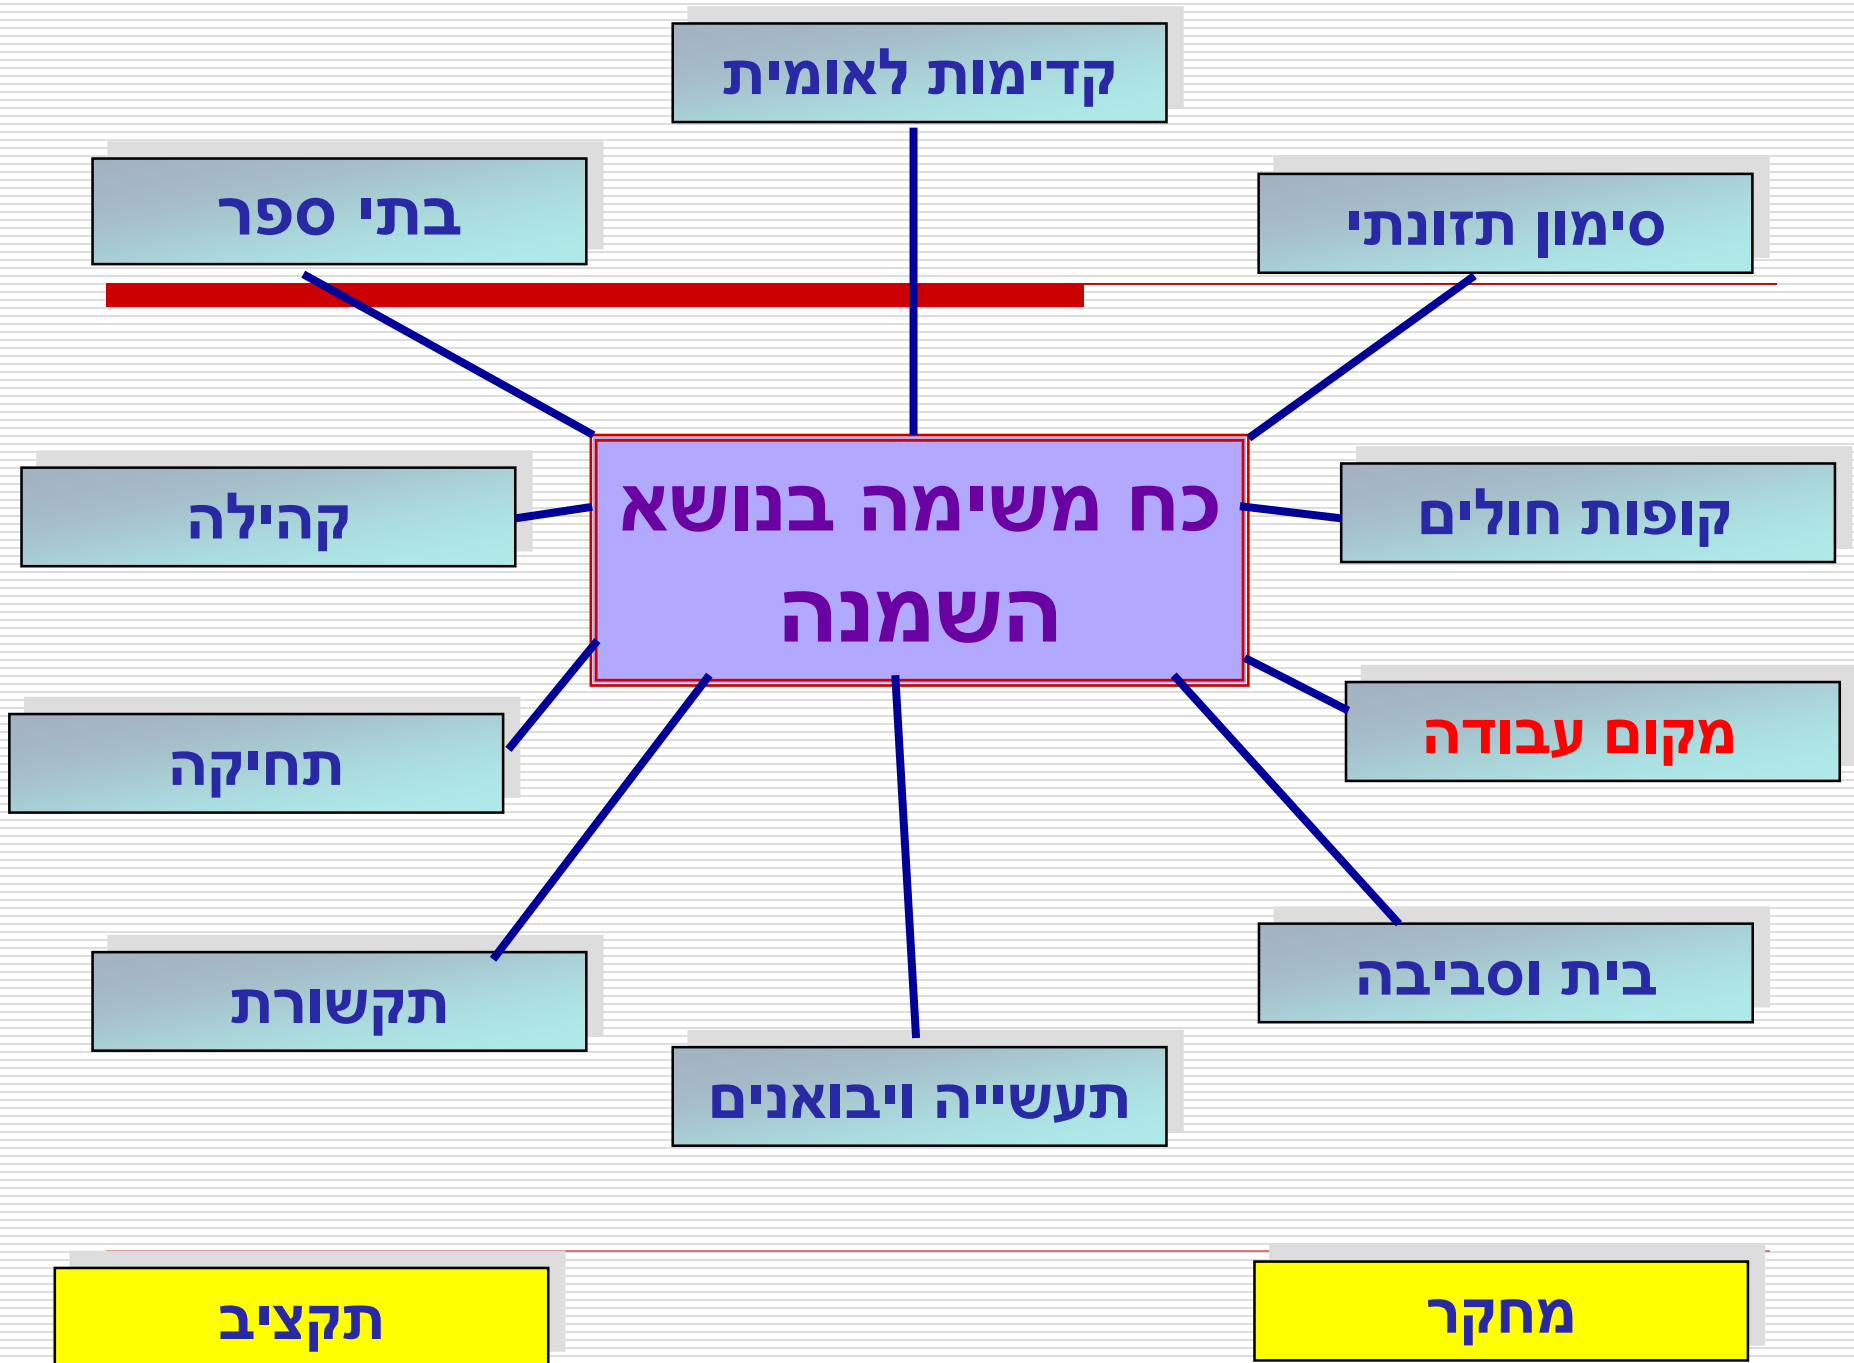 קדימות לאומית
סימון תזונתי
בתי ספר
כח משימה בנושא
השמנה
קופות חולים
קהילה
מקום עבודה
תחיקה
בית וסביבה
תקשורת
תעשייה ויבואנים
מחקר
תקציב